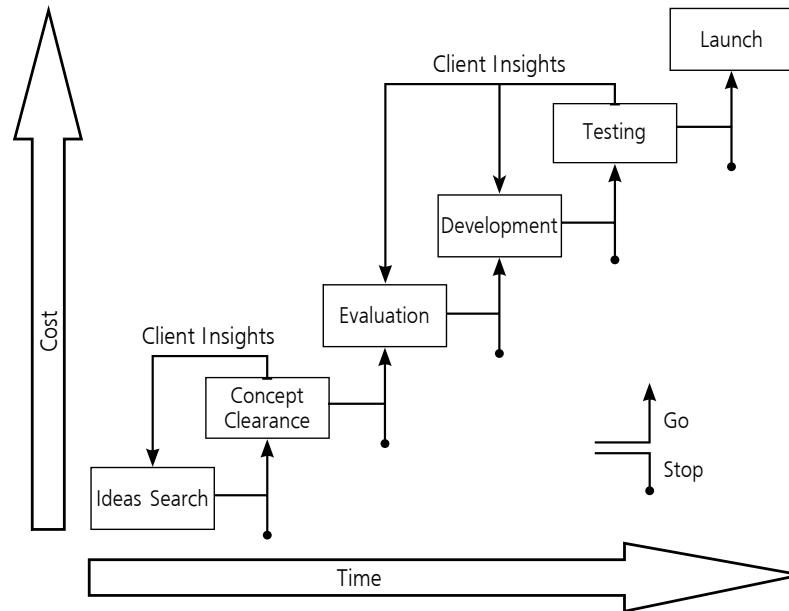 Launch
Client Insights
Testing
Development
Evaluation
Client Insights
Concept
Clearance
Ideas Search
Go
Stop
Cost
Time